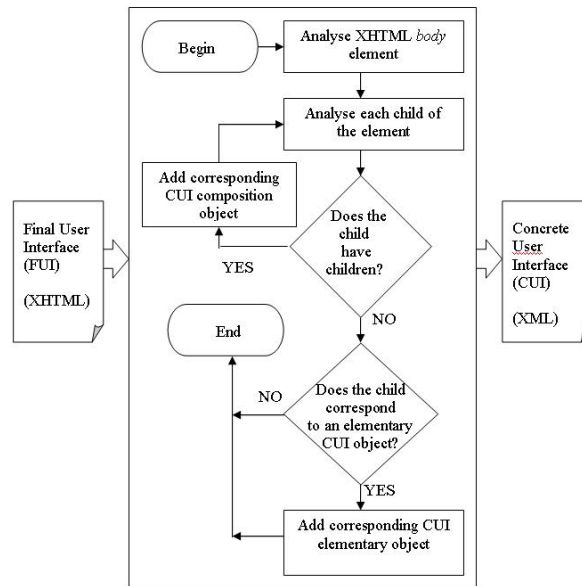 Begin
Analyse XHTML body
element
Analyse each child of
the element
Add corresponding
CUI composition
object
Does the
child
have
children?
YES
NO
Final User
Interface
(FUI)
(XHTML)
Concrete
User
Interface
(CUI)
(XML)
End
Does the child
correspond
to an elementary
CUI object?
NO
YES
Add corresponding CUI
elementary object